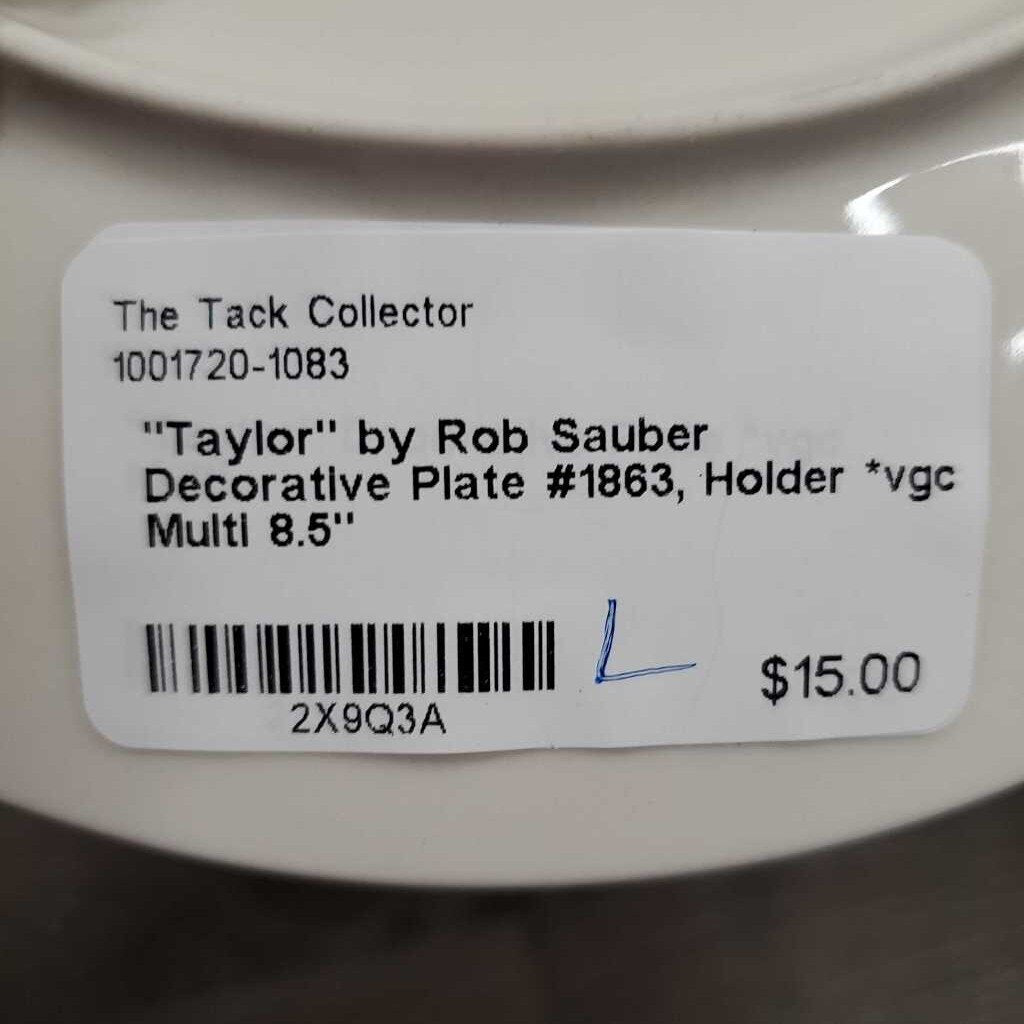 The Tack Collector
1001720-1083
"Taylor" by Rob Sauber
Decorative Plate #1863, Holder *vgc
Multi 8.5"
L
$15.00
2X9Q3A